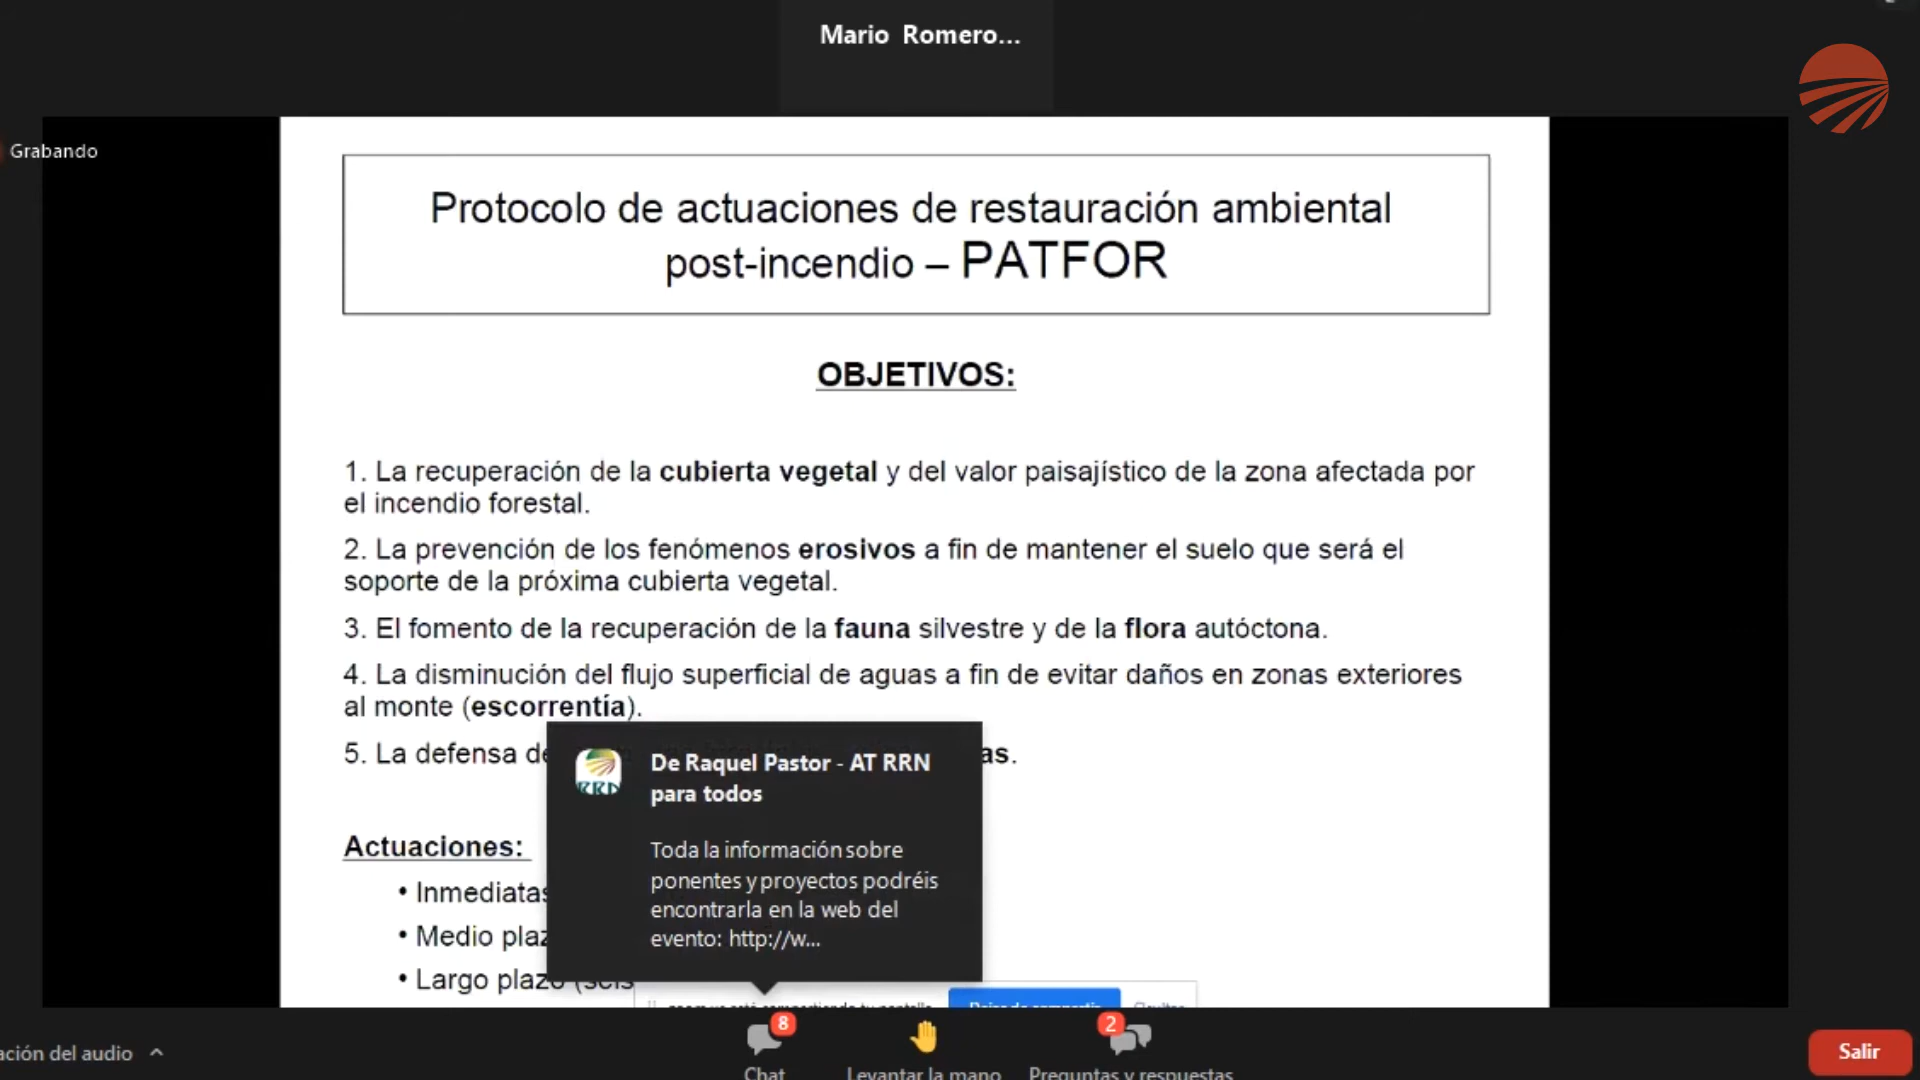 Mario Romero...
Grabando
Protocolo de actuaciones de restauración ambiental
post-incendio – PATFOR
OBJETIVOS:
1. La recuperación de la cubierta vegetal y del valor paisajístico de la zona afectada por
el incendio forestal.
2. La prevención de los fenómenos erosivos a fin de mantener el suelo que será el
soporte de la próxima cubierta vegetal.
3. El fomento de la recuperación de la fauna silvestre y de la flora autóctona.
4. La disminución del flujo superficial de aguas a fin de evitar daños en zonas exteriores
al monte (escorrentía).
5. La defensa de
as.
De Raquel Pastor - AT RRN
para todos
Toda la información sobre
ponentes y proyectos podréis
encontrarla en la web del
evento: http://w...
RRN
Actuaciones:
• Inmediatas
• Medio plaz
• Largo plazo (seis
8
2
ación del audio
Chat
Levantar la mano
Preguntas y respuestas
Salir